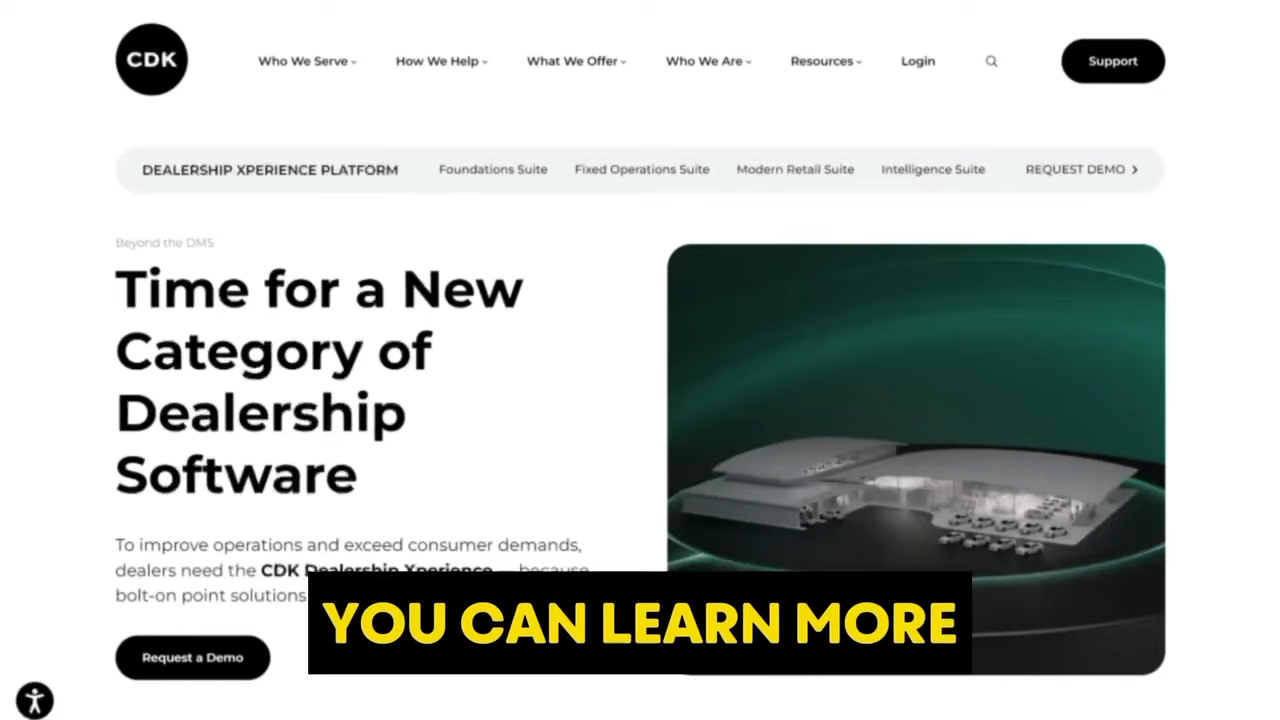 CDK
Who We Serve
How We Help
What We Offer
Who We Are
Resources
Login
Support
DEALERSHIP XPERIENCE PLATFORM
Foundations Suite
Fixed Operations Suite
Modern Retail Suite
Intelligence Suite
REQUEST DEMO
Beyond the DMS
Time for a New
Category of
Dealership
Software
To improve operations and exceed consumer demands,
dealers need the CDK Dealership Xperience — because
bolt-on point solutions
YOU CAN LEARN MORE
Request a Demo